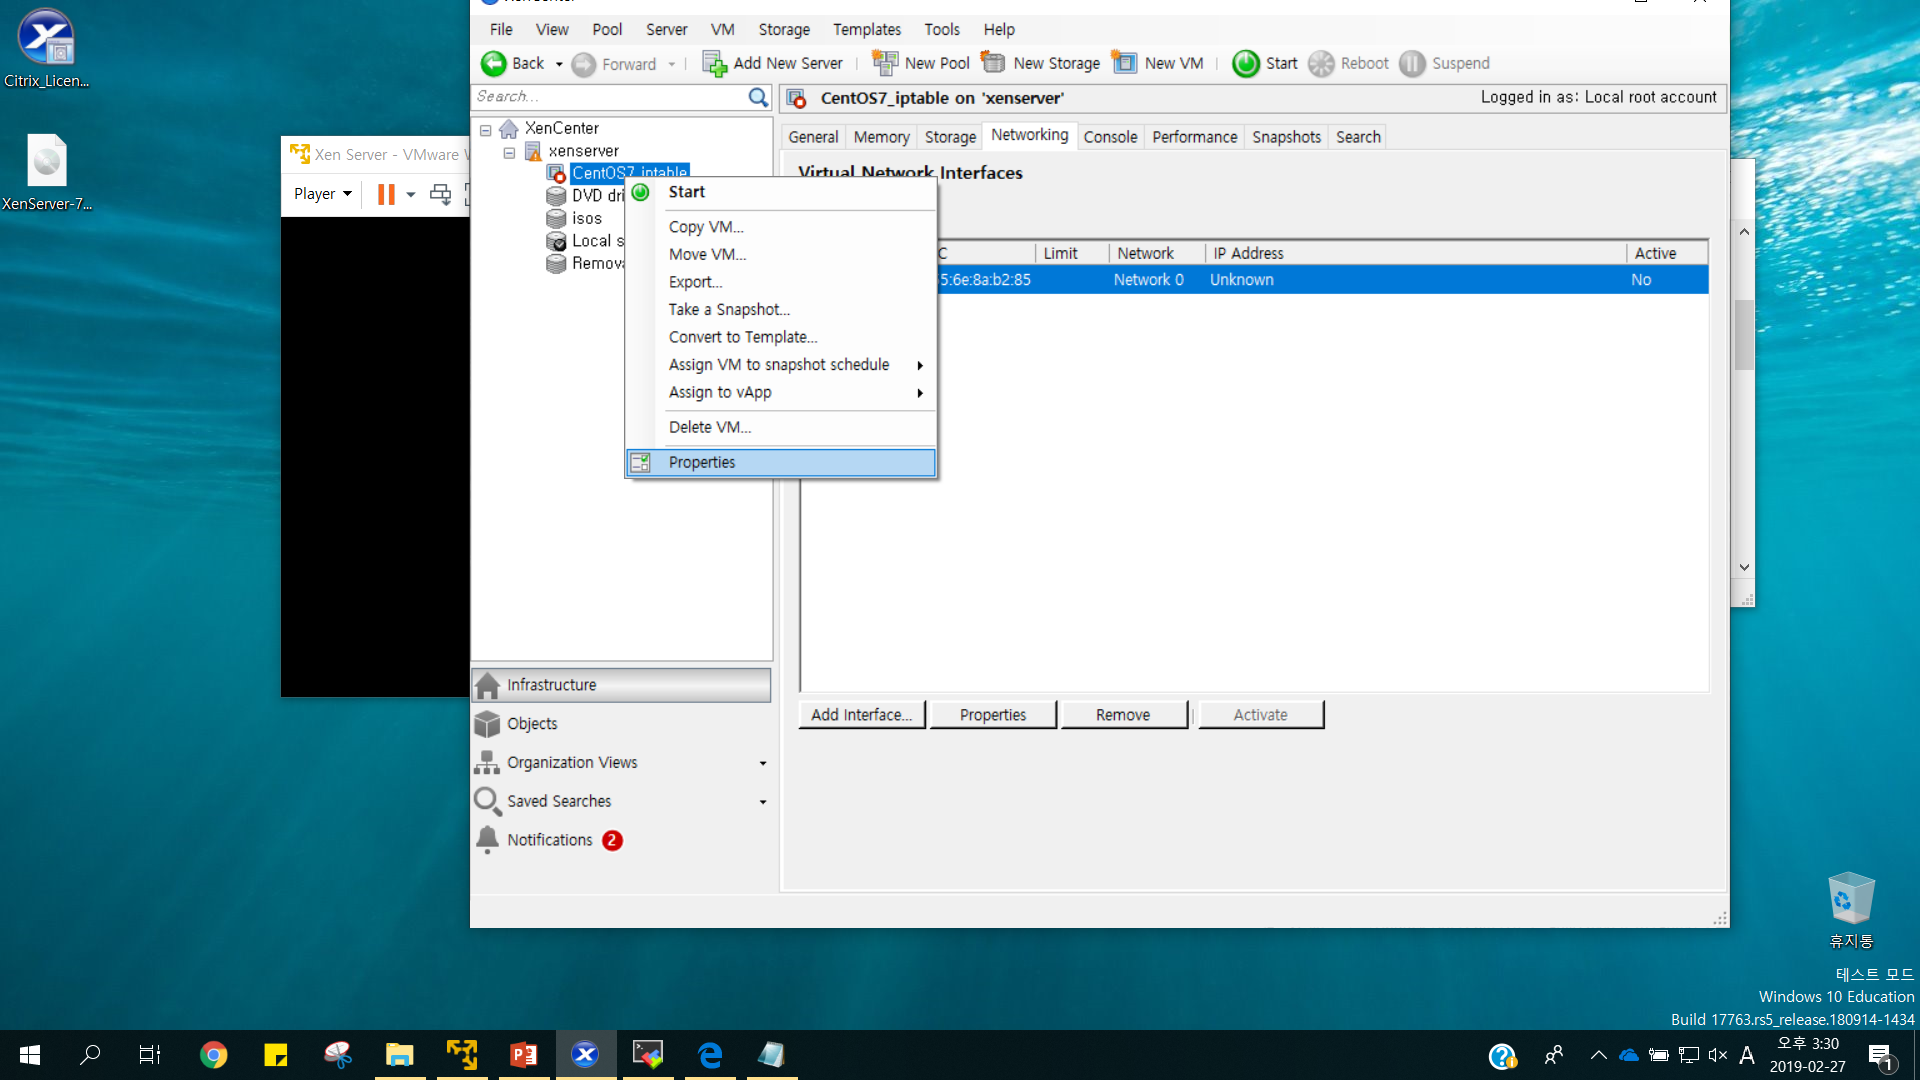 Citrix_Licen...
XenServer-7...
Xen Server - VMware W
Player
File View Pool Server VM Storage Templates Tools Help
Back Forward Add New Server New Pool New Storage New VM Start Reboot Suspend
Search...
CentOS7_iptable on 'xenserver'
Logged in as: Local root account
XenCenter
xenserver
CentOS7_iptable
DVD dri
isos
Local s
Remova
General Memory Storage Networking Console Performance Snapshots Search
Virtual Network Interfaces
Start
Copy VM...
Move VM...
Export...
Take a Snapshot...
Convert to Template...
Assign VM to snapshot schedule
Assign to vApp
Delete VM...
Properties
C Limit Network IP Address Active
5:6e:8a:b2:85 Network 0 Unknown No
Add Interface... Properties Remove Activate
Infrastructure
Objects
Organization Views
Saved Searches
Notifications 2
휴지통
테스트 모드
Windows 10 Education
Build 17763.rs5_release.180914-1434
A
오후 3:30
2019-02-27
1